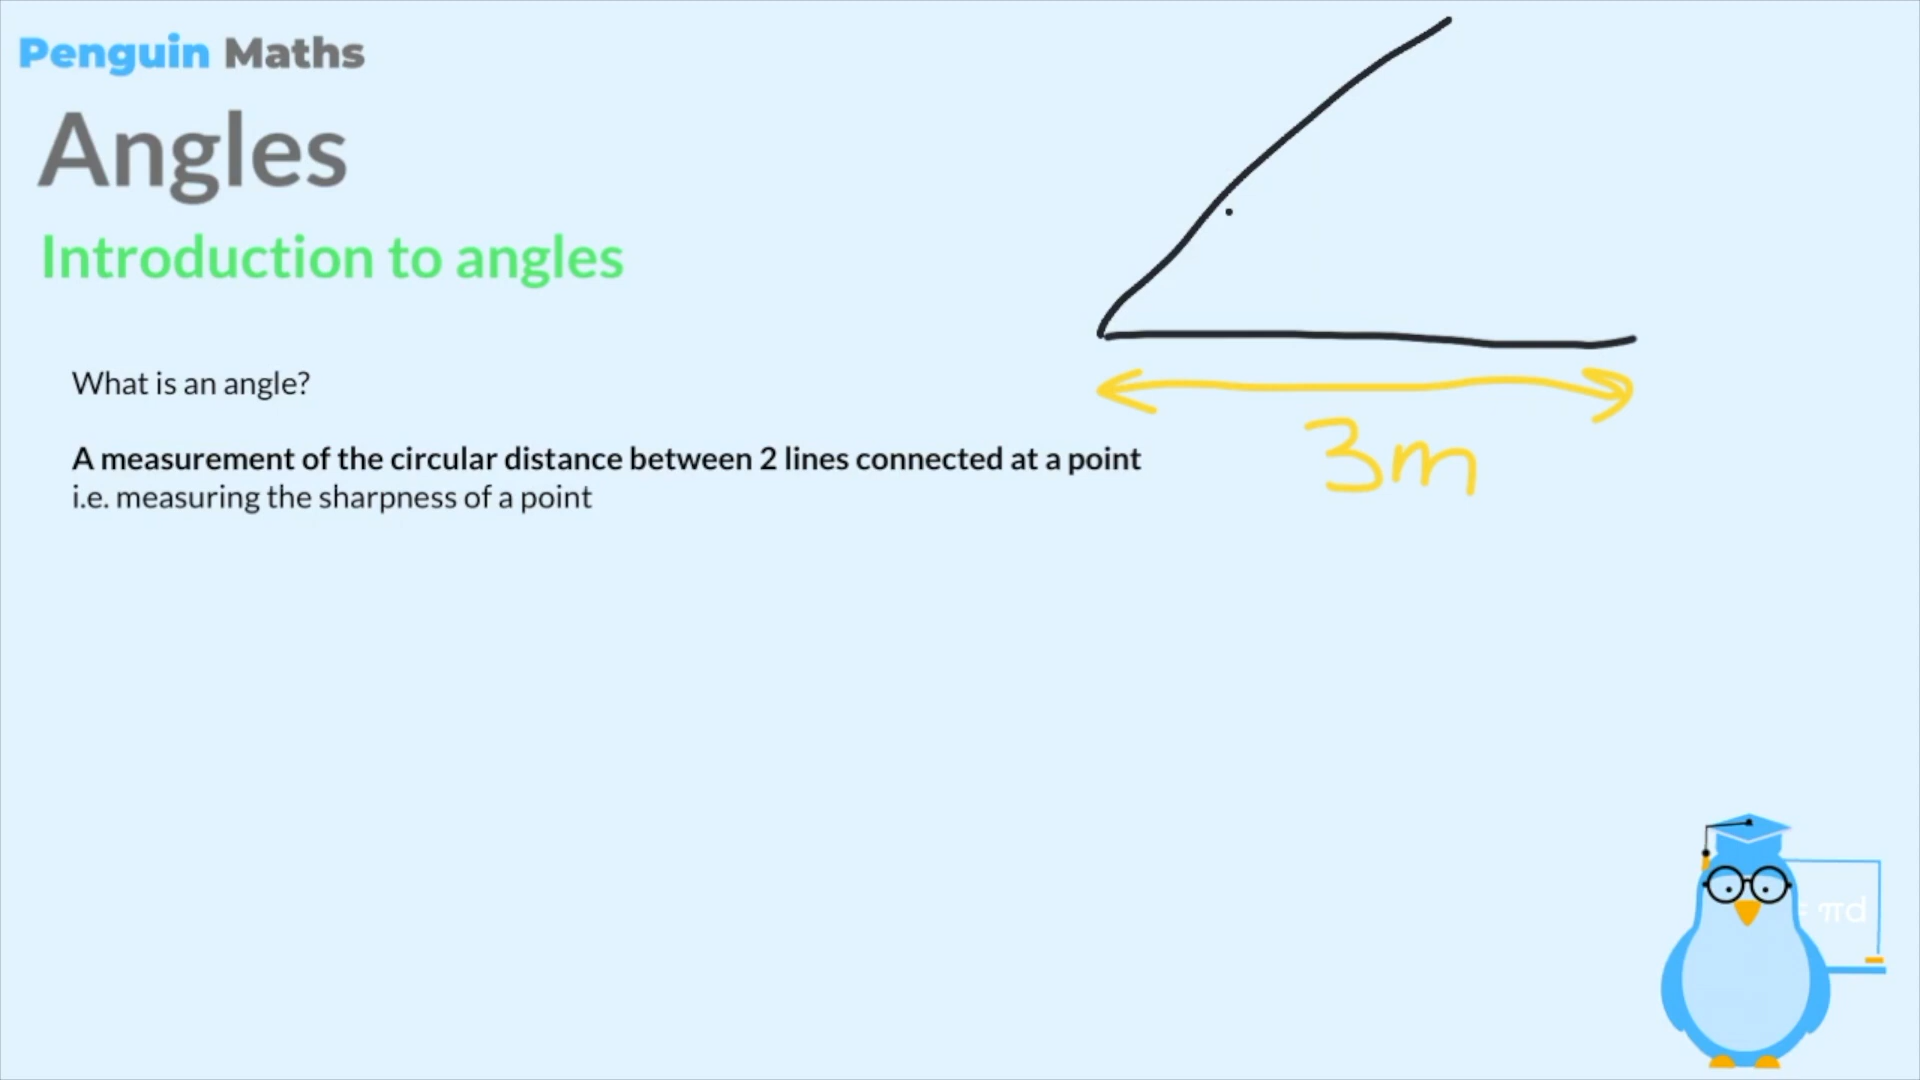 Penguin Maths
Angles
Introduction to angles
What is an angle?
A measurement of the circular distance between 2 lines connected at a point
i.e. measuring the sharpness of a point
3m
= πd